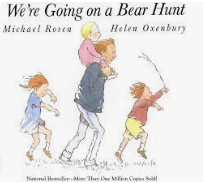 We're Going on a Bear Hunt
Michael Rosen Helen Oxenbury
National Bestseller—More Than One Million Copies Sold!